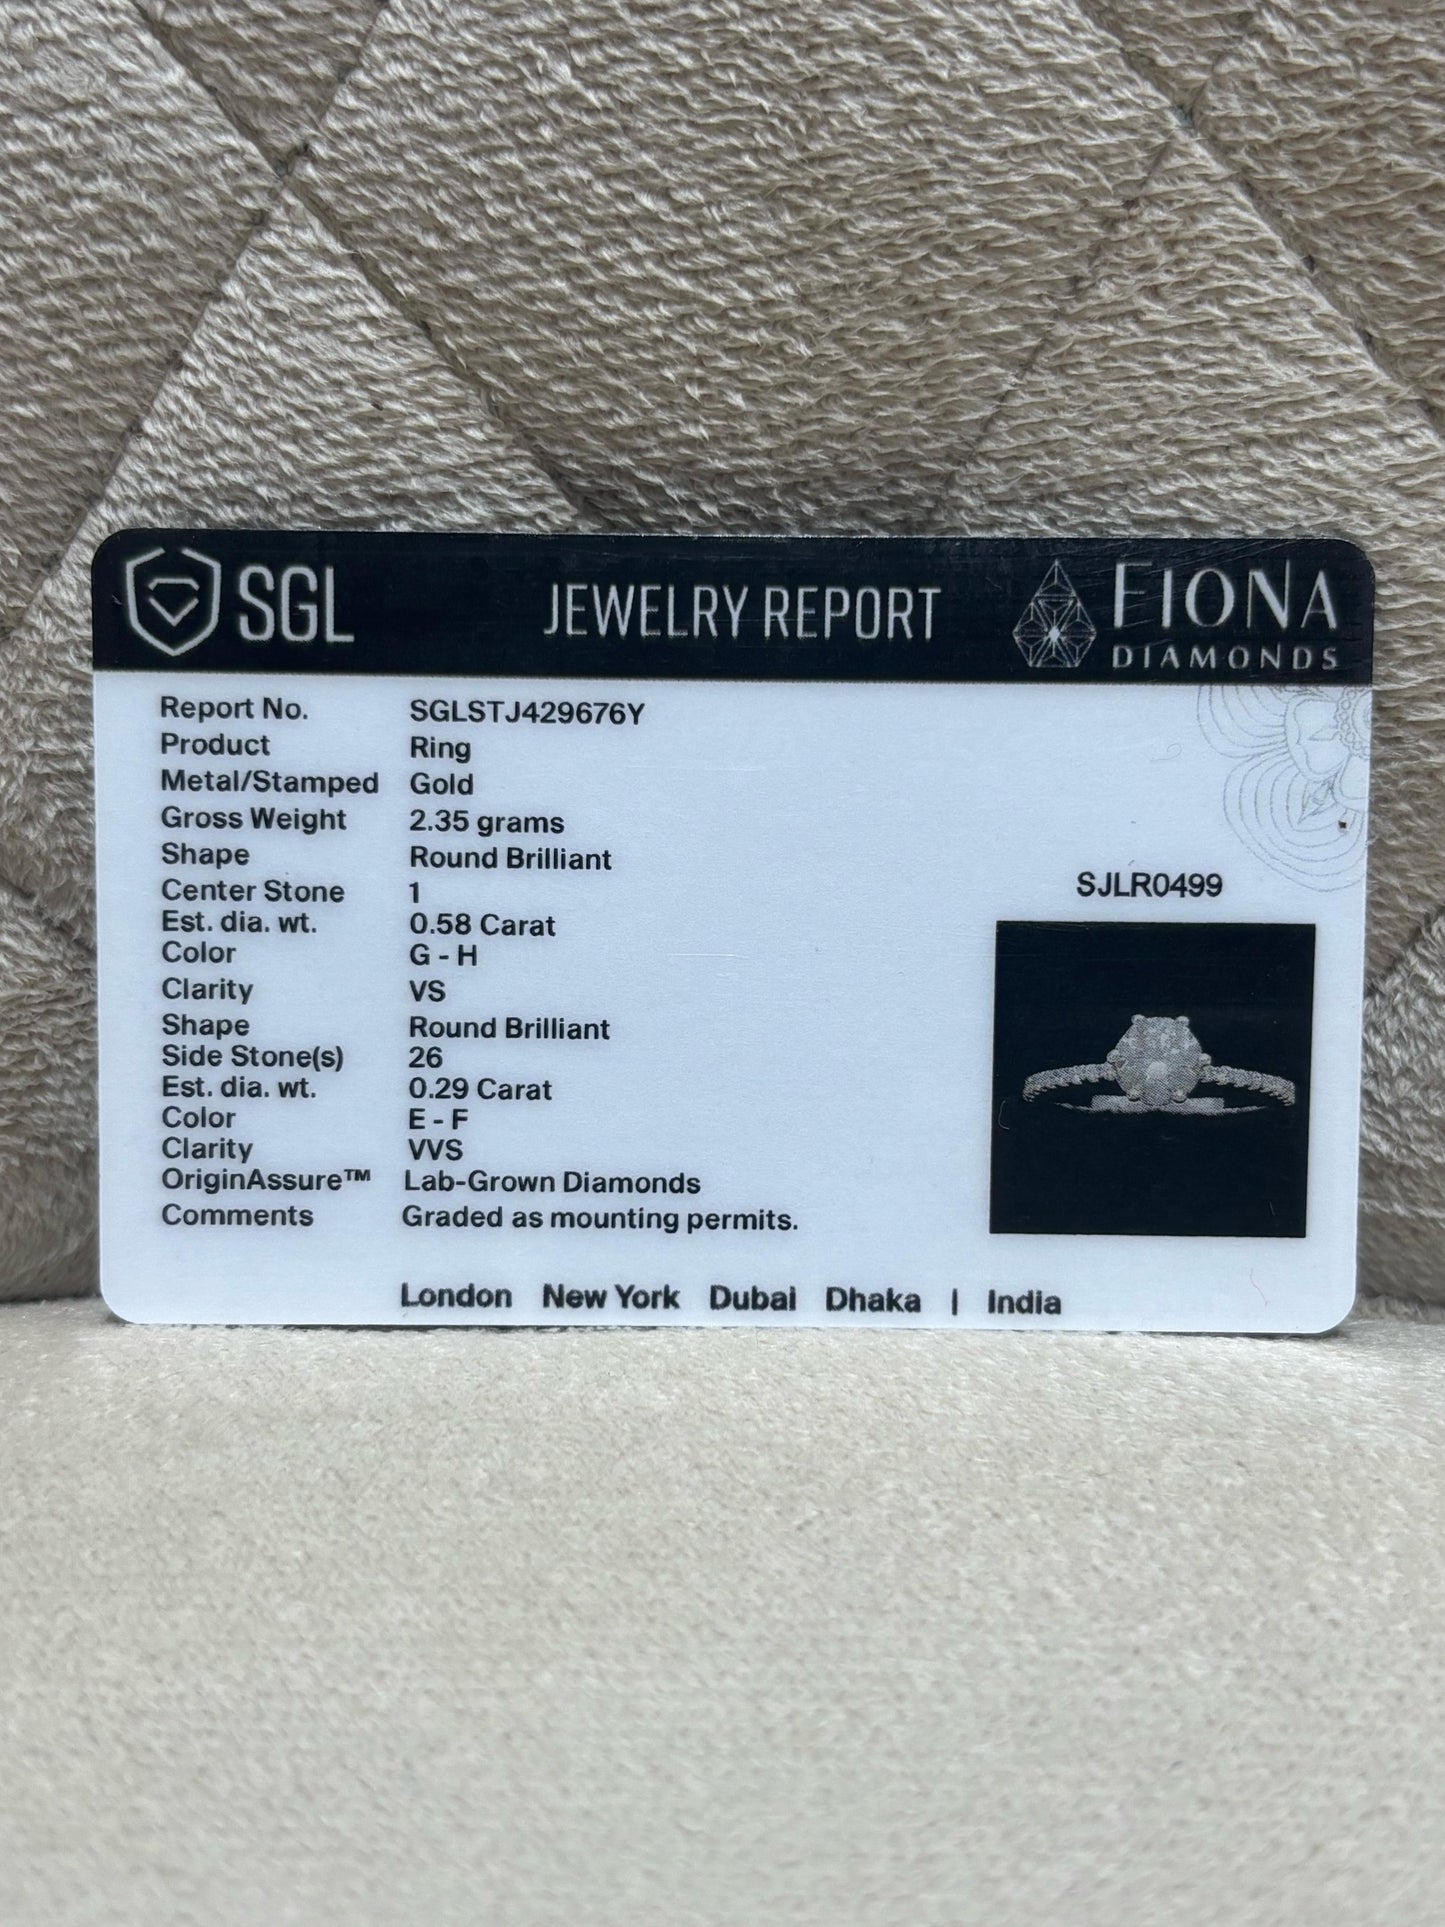 SGL JEWELRY REPORT FIONA
DIAMONDS
Report No. SGLSTJ429676Y
Product Ring
Metal/Stamped Gold
Gross Weight 2.35 grams
Shape Round Brilliant
Center Stone 1
SJLR0499
Est. dia. wt. 0.58 Carat
Color G - H
Clarity VS
Shape Round Brilliant
Side Stone(s) 26
Est. dia. wt. 0.29 Carat
Color E - F
Clarity VVS
OriginAssure™ Lab-Grown Diamonds
Comments Graded as mounting permits.
London New York Dubai Dhaka | India